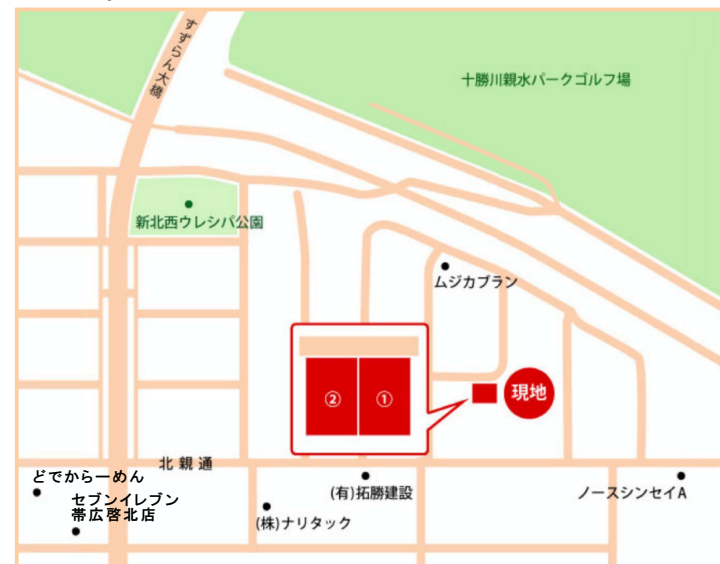 すずらん大橋
十勝川親水パークゴルフ場
新北西ウレシパ公園
ムジカブラン
② ①
現地
北親通
どでからーめん
セブンイレブン
帯広啓北店
(有)拓勝建設
(株)ナリタック
ノースシンセイA